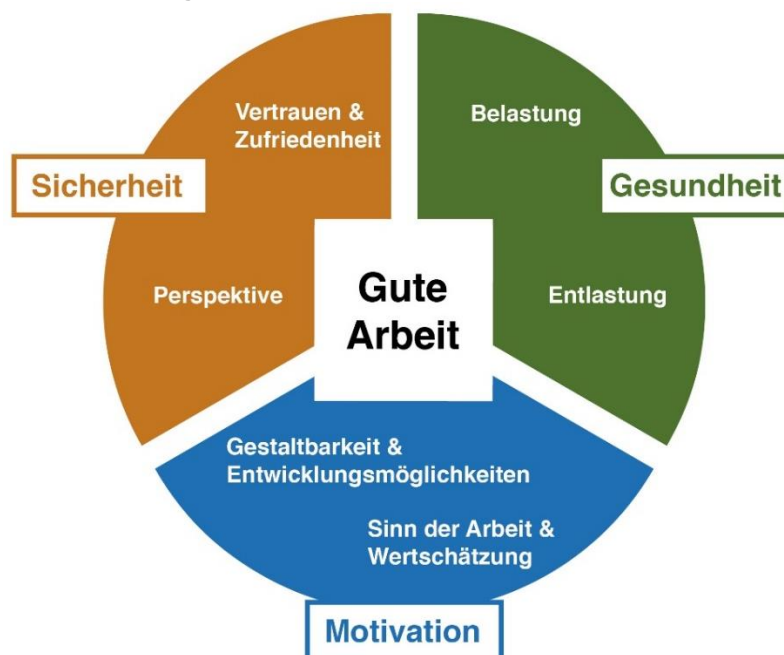 Vertrauen &
Zufriedenheit
Belastung
Sicherheit
Gesundheit
Perspektive
Gute
Arbeit
Entlastung
Gestaltbarkeit &
Entwicklungsmöglichkeiten
Sinn der Arbeit &
Wertschätzung
Motivation